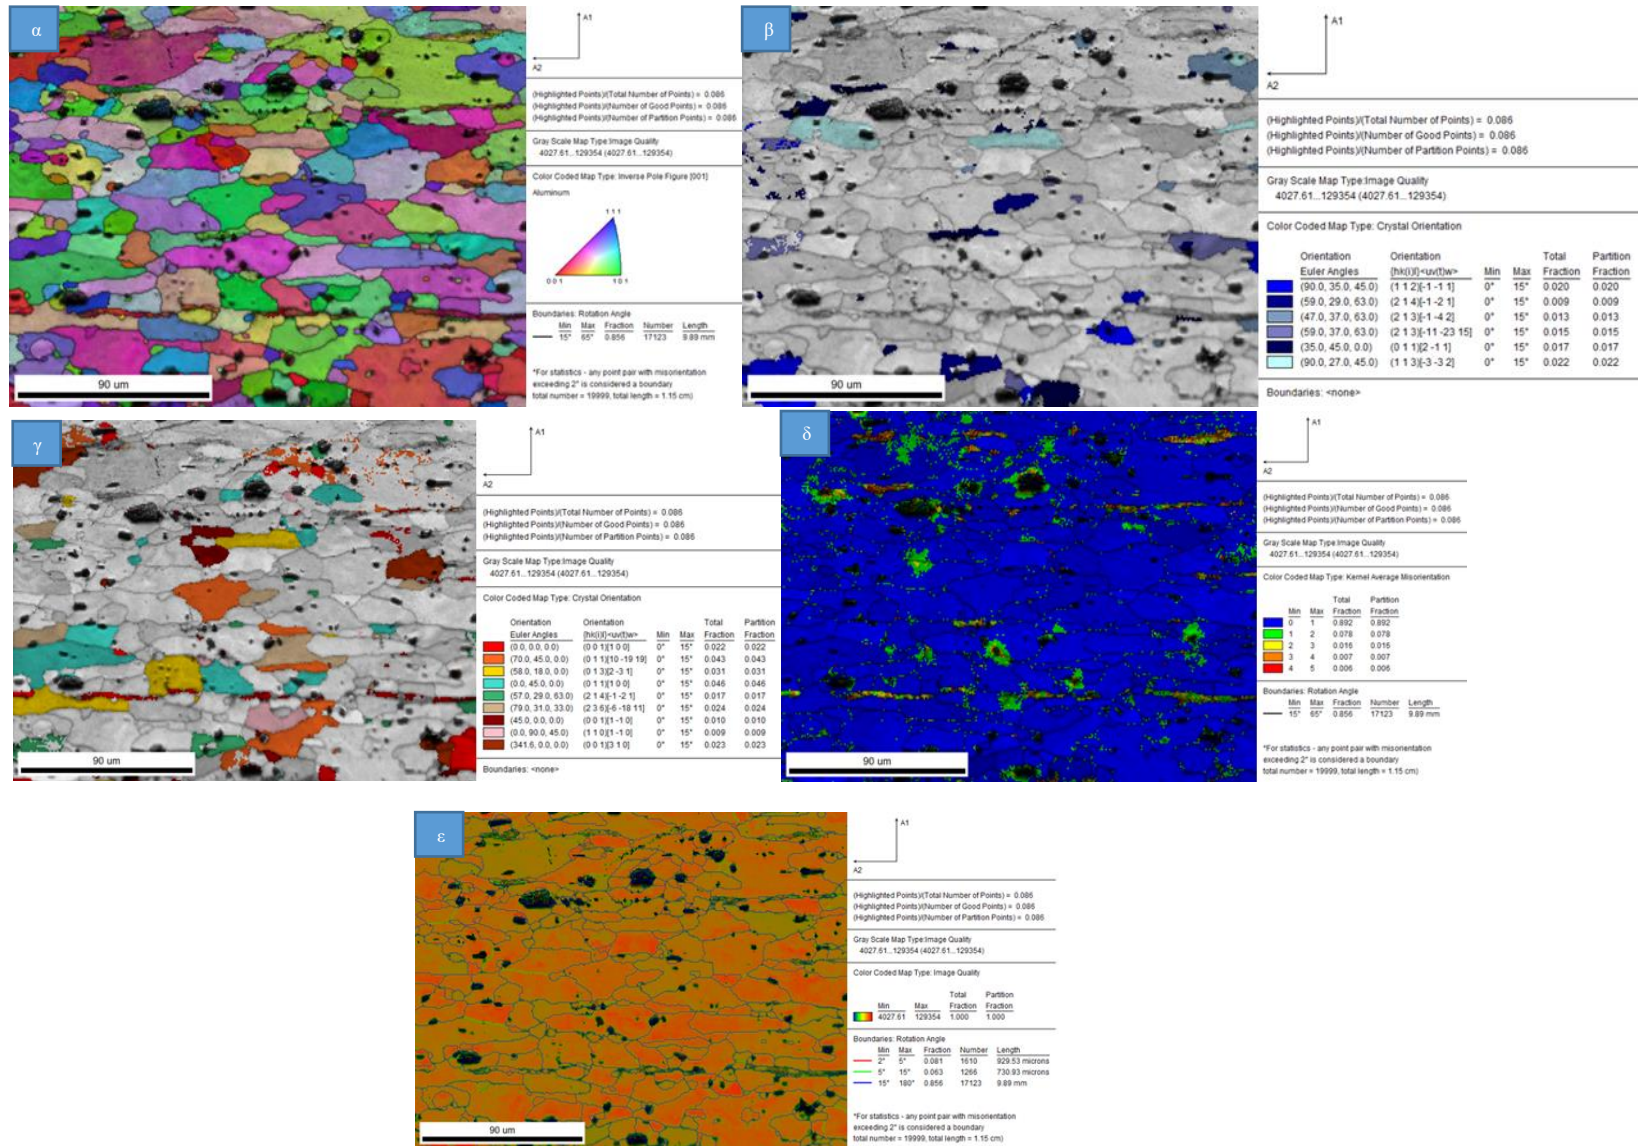 α
A1
A2
(Highlighted Points)/(Total Number of Points) = 0.086
(Highlighted Points)/(Number of Good Points) = 0.086
(Highlighted Points)/(Number of Partition Points) = 0.086
Gray Scale Map Type:Image Quality
4027.61...129354 (4027.61...129354)
Color Coded Map Type: Inverse Pole Figure [001]
Aluminum
1 1 1
0 0 1 1 0 1
Boundaries: Rotation Angle
Min Max Fraction Number Length
15° 65° 0.856 17123 9.89 mm
*For statistics - any point pair with misorientation
exceeding 2° is considered a boundary
total number = 19999, total length = 1.15 cm)
90 um
β
A1
A2
(Highlighted Points)/(Total Number of Points) = 0.086
(Highlighted Points)/(Number of Good Points) = 0.086
(Highlighted Points)/(Number of Partition Points) = 0.086
Gray Scale Map Type:Image Quality
4027.61...129354 (4027.61...129354)
Color Coded Map Type: Crystal Orientation
Orientation Orientation Total Partition
Euler Angles (hk(i)l)<uv(t)w> Min Max Fraction Fraction
(90.0, 35.0, 45.0) (1 1 2)[-1 -1 1] 0° 15° 0.020 0.020
(59.0, 29.0, 63.0) (2 1 4)[-1 -2 1] 0° 15° 0.009 0.009
(47.0, 37.0, 63.0) (2 1 3)[-1 -4 2] 0° 15° 0.013 0.013
(59.0, 37.0, 63.0) (2 1 3)[-11 -23 15] 0° 15° 0.015 0.015
(35.0, 45.0, 0.0) (0 1 1)[2 -1 1] 0° 15° 0.017 0.017
(90.0, 27.0, 45.0) (1 1 3)[-3 -3 2] 0° 15° 0.022 0.022
Boundaries: <none>
90 um
γ
A1
A2
(Highlighted Points)/(Total Number of Points) = 0.086
(Highlighted Points)/(Number of Good Points) = 0.086
(Highlighted Points)/(Number of Partition Points) = 0.086
Gray Scale Map Type:Image Quality
4027.61...129354 (4027.61...129354)
Color Coded Map Type: Crystal Orientation
Orientation Orientation Total Partition
Euler Angles (hk(i)l)<uv(t)w> Min Max Fraction Fraction
(0.0, 0.0, 0.0) (0 0 1)[1 0 0] 0° 15° 0.022 0.022
(70.0, 45.0, 0.0) (0 1 1)[10 -19 19] 0° 15° 0.043 0.043
(58.0, 18.0, 0.0) (0 1 3)[2 -3 1] 0° 15° 0.031 0.031
(0.0, 45.0, 0.0) (0 1 1)[1 0 0] 0° 15° 0.046 0.046
(57.0, 29.0, 63.0) (2 1 4)[-1 -2 1] 0° 15° 0.017 0.017
(79.0, 31.0, 33.0) (2 3 6)[-6 -18 11] 0° 15° 0.024 0.024
(45.0, 0.0, 0.0) (0 0 1)[1 -1 0] 0° 15° 0.010 0.010
(0.0, 90.0, 45.0) (1 1 0)[1 -1 0] 0° 15° 0.009 0.009
(341.6, 0.0, 0.0) (0 0 1)[3 1 0] 0° 15° 0.023 0.023
Boundaries: <none>
90 um
δ
A1
A2
(Highlighted Points)/(Total Number of Points) = 0.086
(Highlighted Points)/(Number of Good Points) = 0.086
(Highlighted Points)/(Number of Partition Points) = 0.086
Gray Scale Map Type:Image Quality
4027.61...129354 (4027.61...129354)
Color Coded Map Type: Kernel Average Misorientation
Total Partition
Min Max Fraction Fraction
0 1 0.892 0.892
1 2 0.078 0.078
2 3 0.016 0.016
3 4 0.007 0.007
4 5 0.006 0.006
Boundaries: Rotation Angle
Min Max Fraction Number Length
15° 65° 0.856 17123 9.89 mm
*For statistics - any point pair with misorientation
exceeding 2° is considered a boundary
total number = 19999, total length = 1.15 cm)
90 um
ε
A1
A2
(Highlighted Points)/(Total Number of Points) = 0.086
(Highlighted Points)/(Number of Good Points) = 0.086
(Highlighted Points)/(Number of Partition Points) = 0.086
Gray Scale Map Type:Image Quality
4027.61...129354 (4027.61...129354)
Color Coded Map Type: Image Quality
Total Partition
Min Max Fraction Fraction
4027.61 129354 1.000 1.000
Boundaries: Rotation Angle
Min Max Fraction Number Length
2° 5° 0.081 1610 929.53 microns
5° 15° 0.063 1266 730.93 microns
15° 180° 0.856 17123 9.89 mm
*For statistics - any point pair with misorientation
exceeding 2° is considered a boundary
total number = 19999, total length = 1.15 cm)
90 um